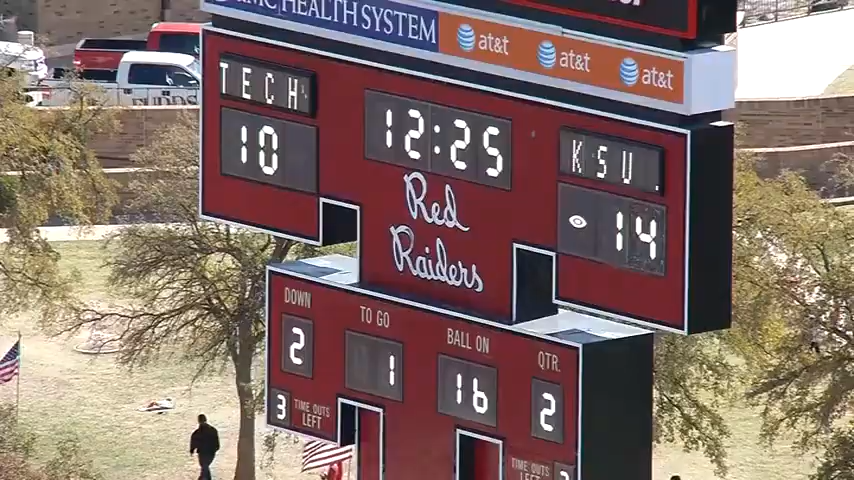 HEALTH SYSTEM
at&t at&t at&t
TECH
10
12:25
KSU.
14
Red
Raiders
DOWN
2
TO GO
1
BALL ON
16
QTR.
2
3
TIME OUTS
LEFT
TIME OUTS
LEFT